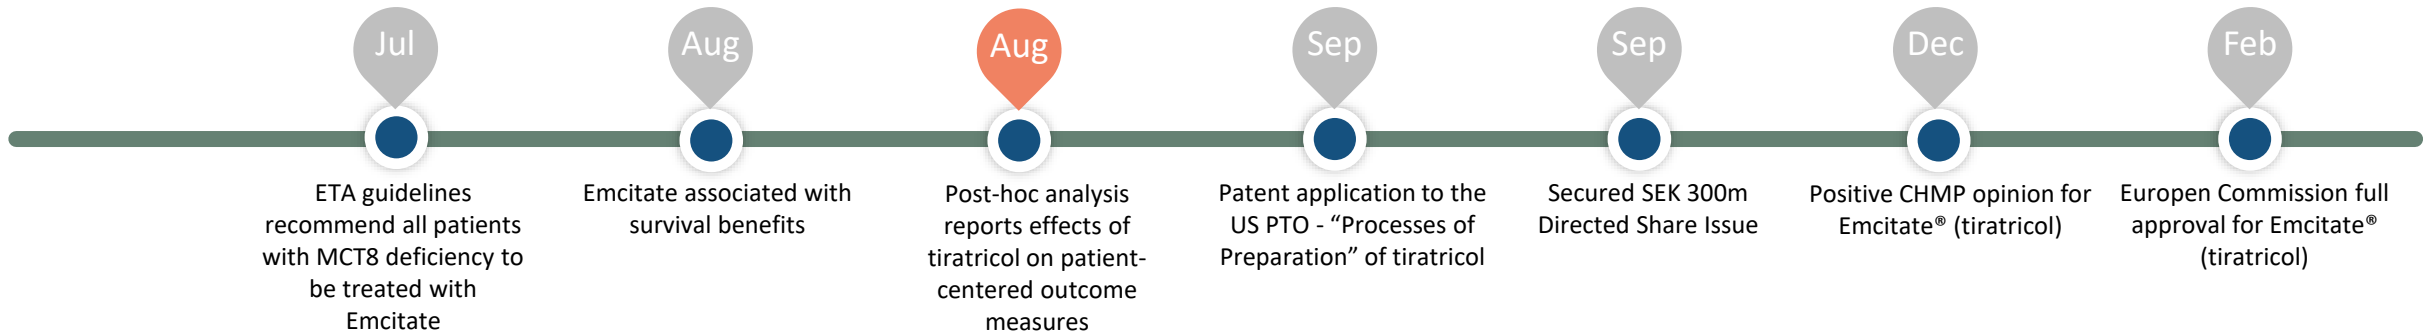 Jul
ETA guidelines
recommend all patients
with MCT8 deficiency to
be treated with
Emcitate
Aug
Emcitate associated with
survival benefits
Aug
Post-hoc analysis
reports effects of
tiratricol on patient-
centered outcome
measures
Sep
Patent application to the
US PTO - “Processes of
Preparation” of tiratricol
Sep
Secured SEK 300m
Directed Share Issue
Dec
Positive CHMP opinion for
Emcitate® (tiratricol)
Feb
Europen Commission full
approval for Emcitate®
(tiratricol)